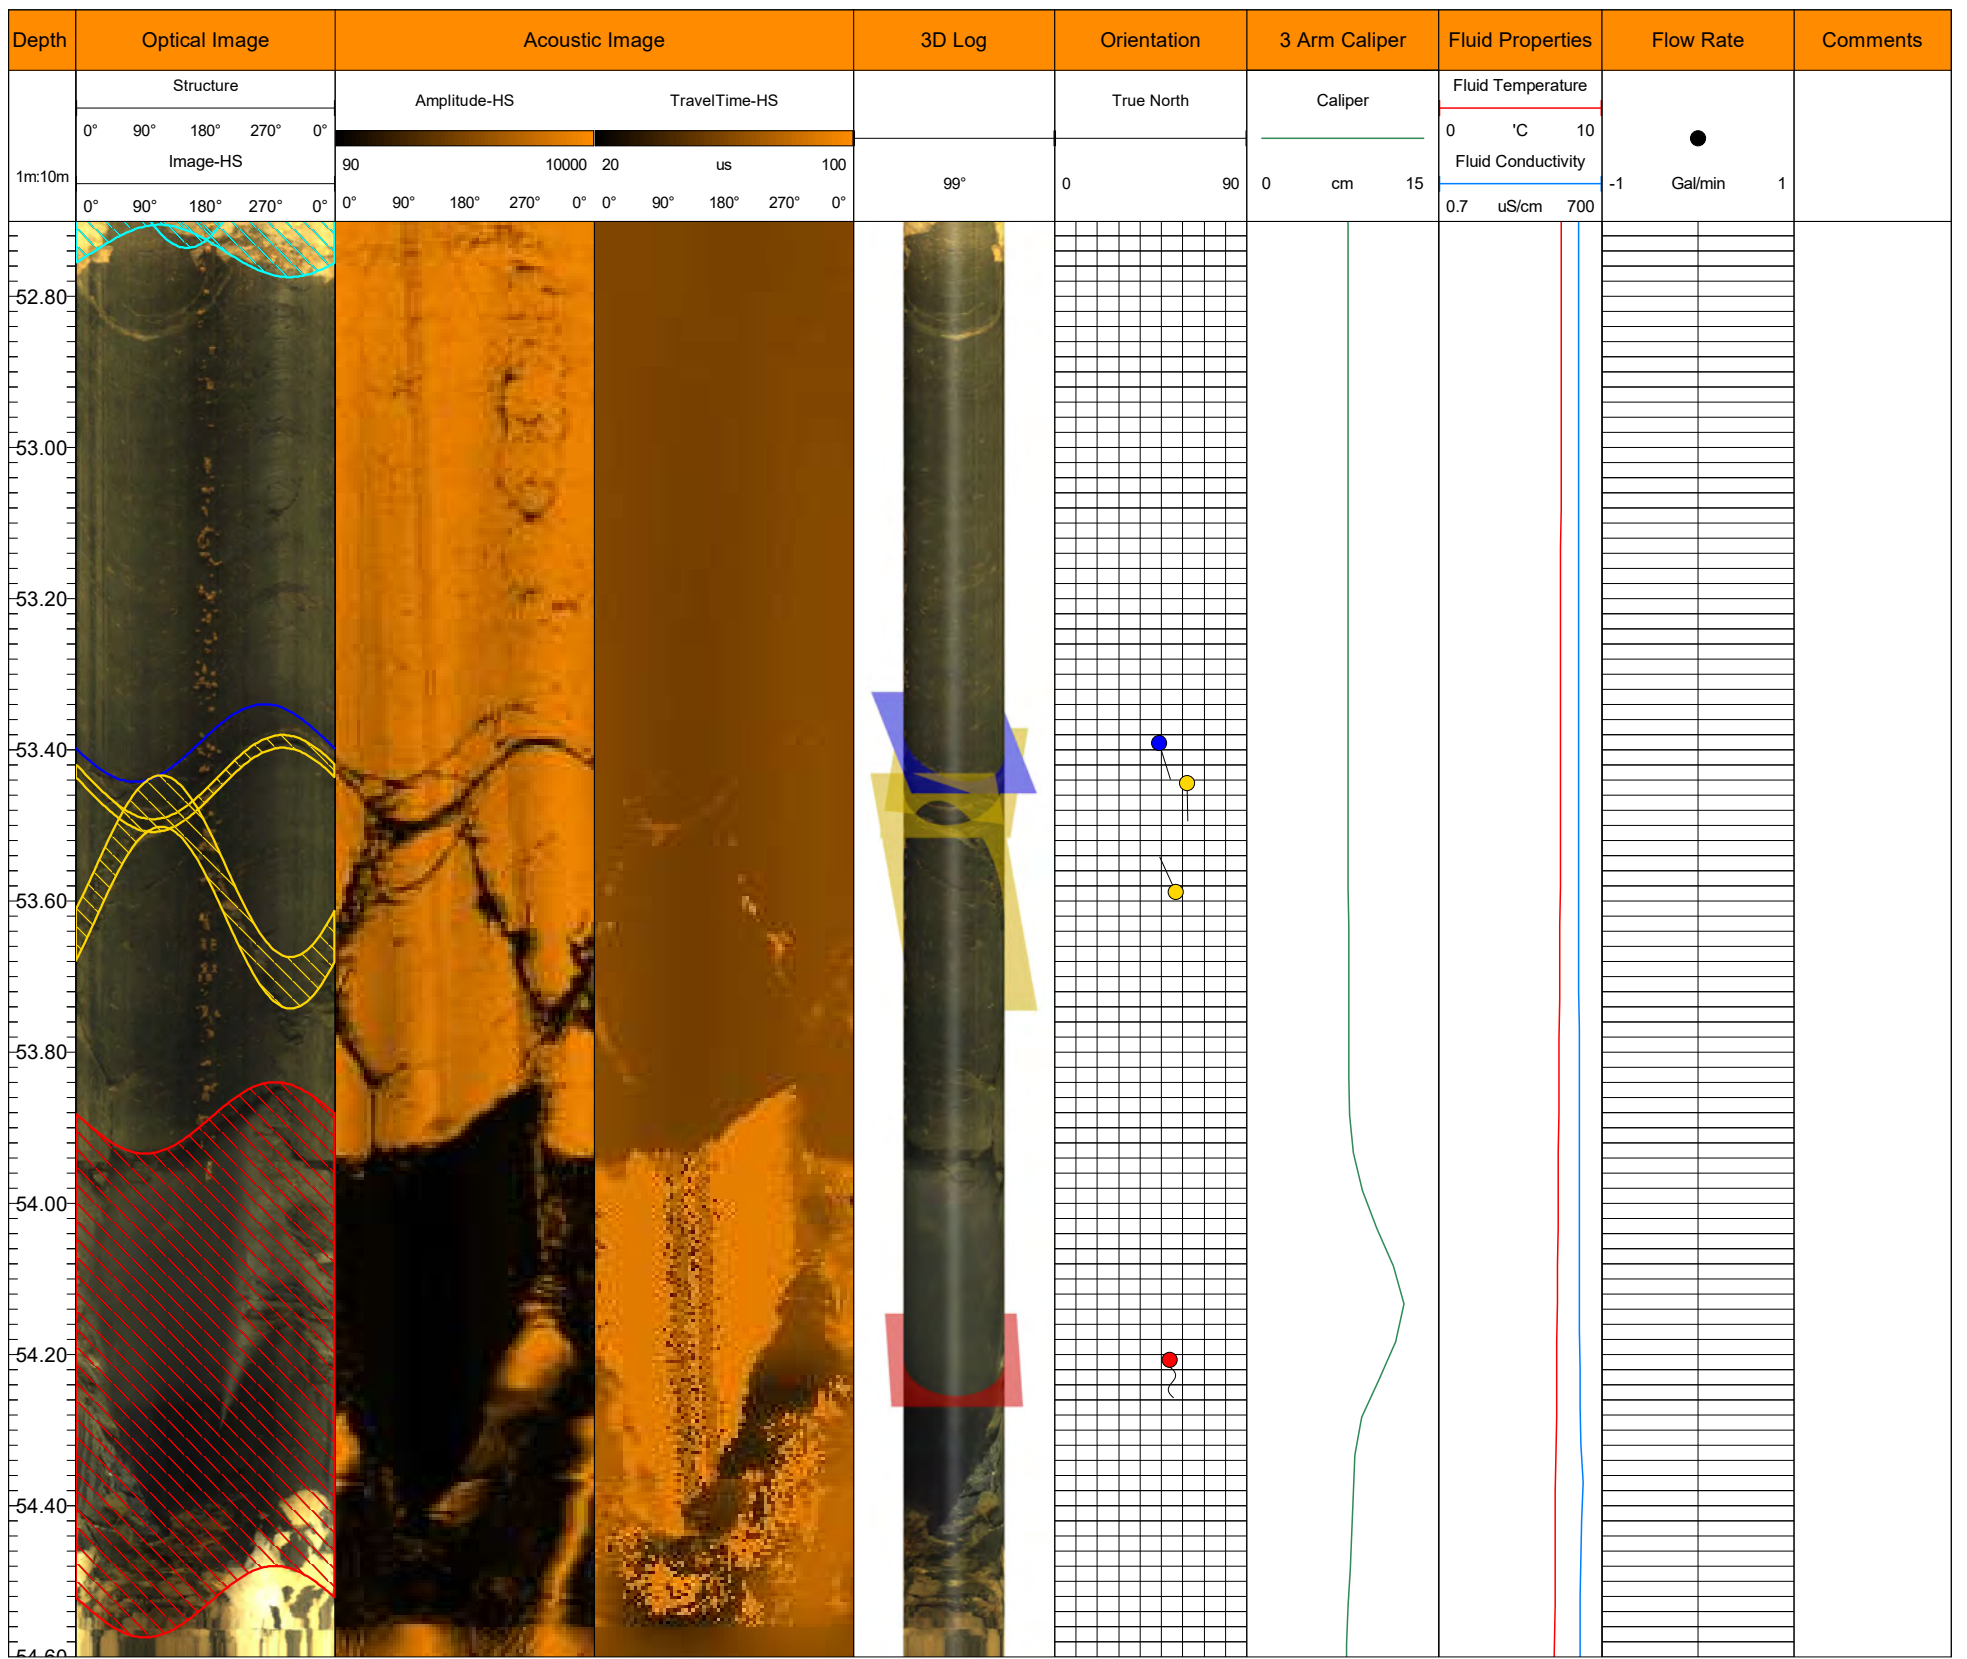 Depth Optical Image Acoustic Image 3D Log Orientation 3 Arm Caliper Fluid Properties Flow Rate Comments
Structure Fluid Temperature
Amplitude-HS TravelTime-HS True North Caliper
0° 90° 180° 270° 0° 0 'C 10
Image-HS Fluid Conductivity
90 10000 20 us 100
1m:10m 99° 0 90 0 cm 15 -1 Gal/min 1
0° 90° 180° 270° 0° 0° 90° 180° 270° 0° 0° 90° 180° 270° 0° 0.7 uS/cm 700
52.80
53.00
53.20
53.40
53.60
53.80
54.00
54.20
54.40
54.60